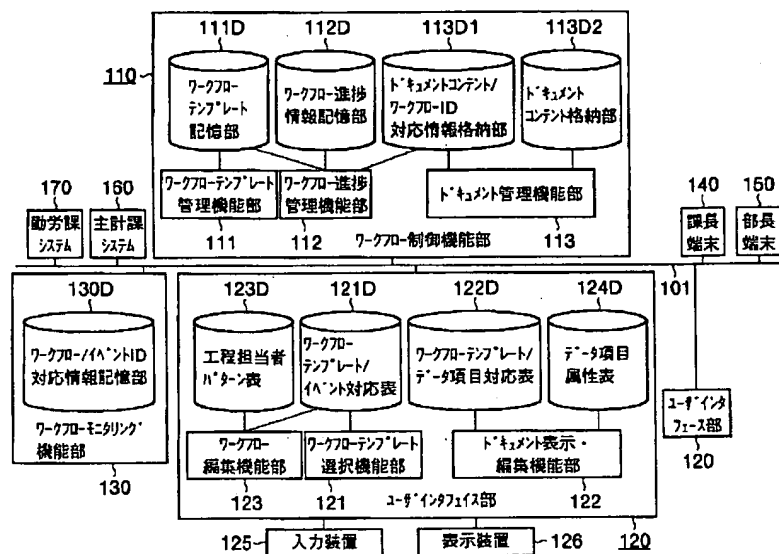 111D
112D
113D1
113D2
110
ワークフロー
テンプレート
記憶部
ワークフロー進捗
情報記憶部
ドキュメントコンテント/
ワークフローID
対応情報格納部
ドキュメント
コンテント格納部
170
160
140
150
勤労課
システム
主計課
システム
ワークフローテンプレート
管理機能部
ワークフロー進捗
管理機能部
ドキュメント管理機能部
課長
端末
部長
端末
111
112
113
ワークフロー制御機能部
101
130D
123D
121D
122D
124D
ワークフロー/イベントID
対応情報記憶部
工程担当者
パターン表
ワークフロー
テンプレート/
イベント対応表
ワークフローテンプレート/
データ項目対応表
データ項目
属性表
ワークフローモニタリング
機能部
ワークフロー
編集機能部
ワークフローテンプレート
選択機能部
ドキュメント表示・
編集機能部
ユーザインタ
フェース部
120
130
123
121
122
ユーザインタフェイス部
125
入力装置
表示装置
126
120